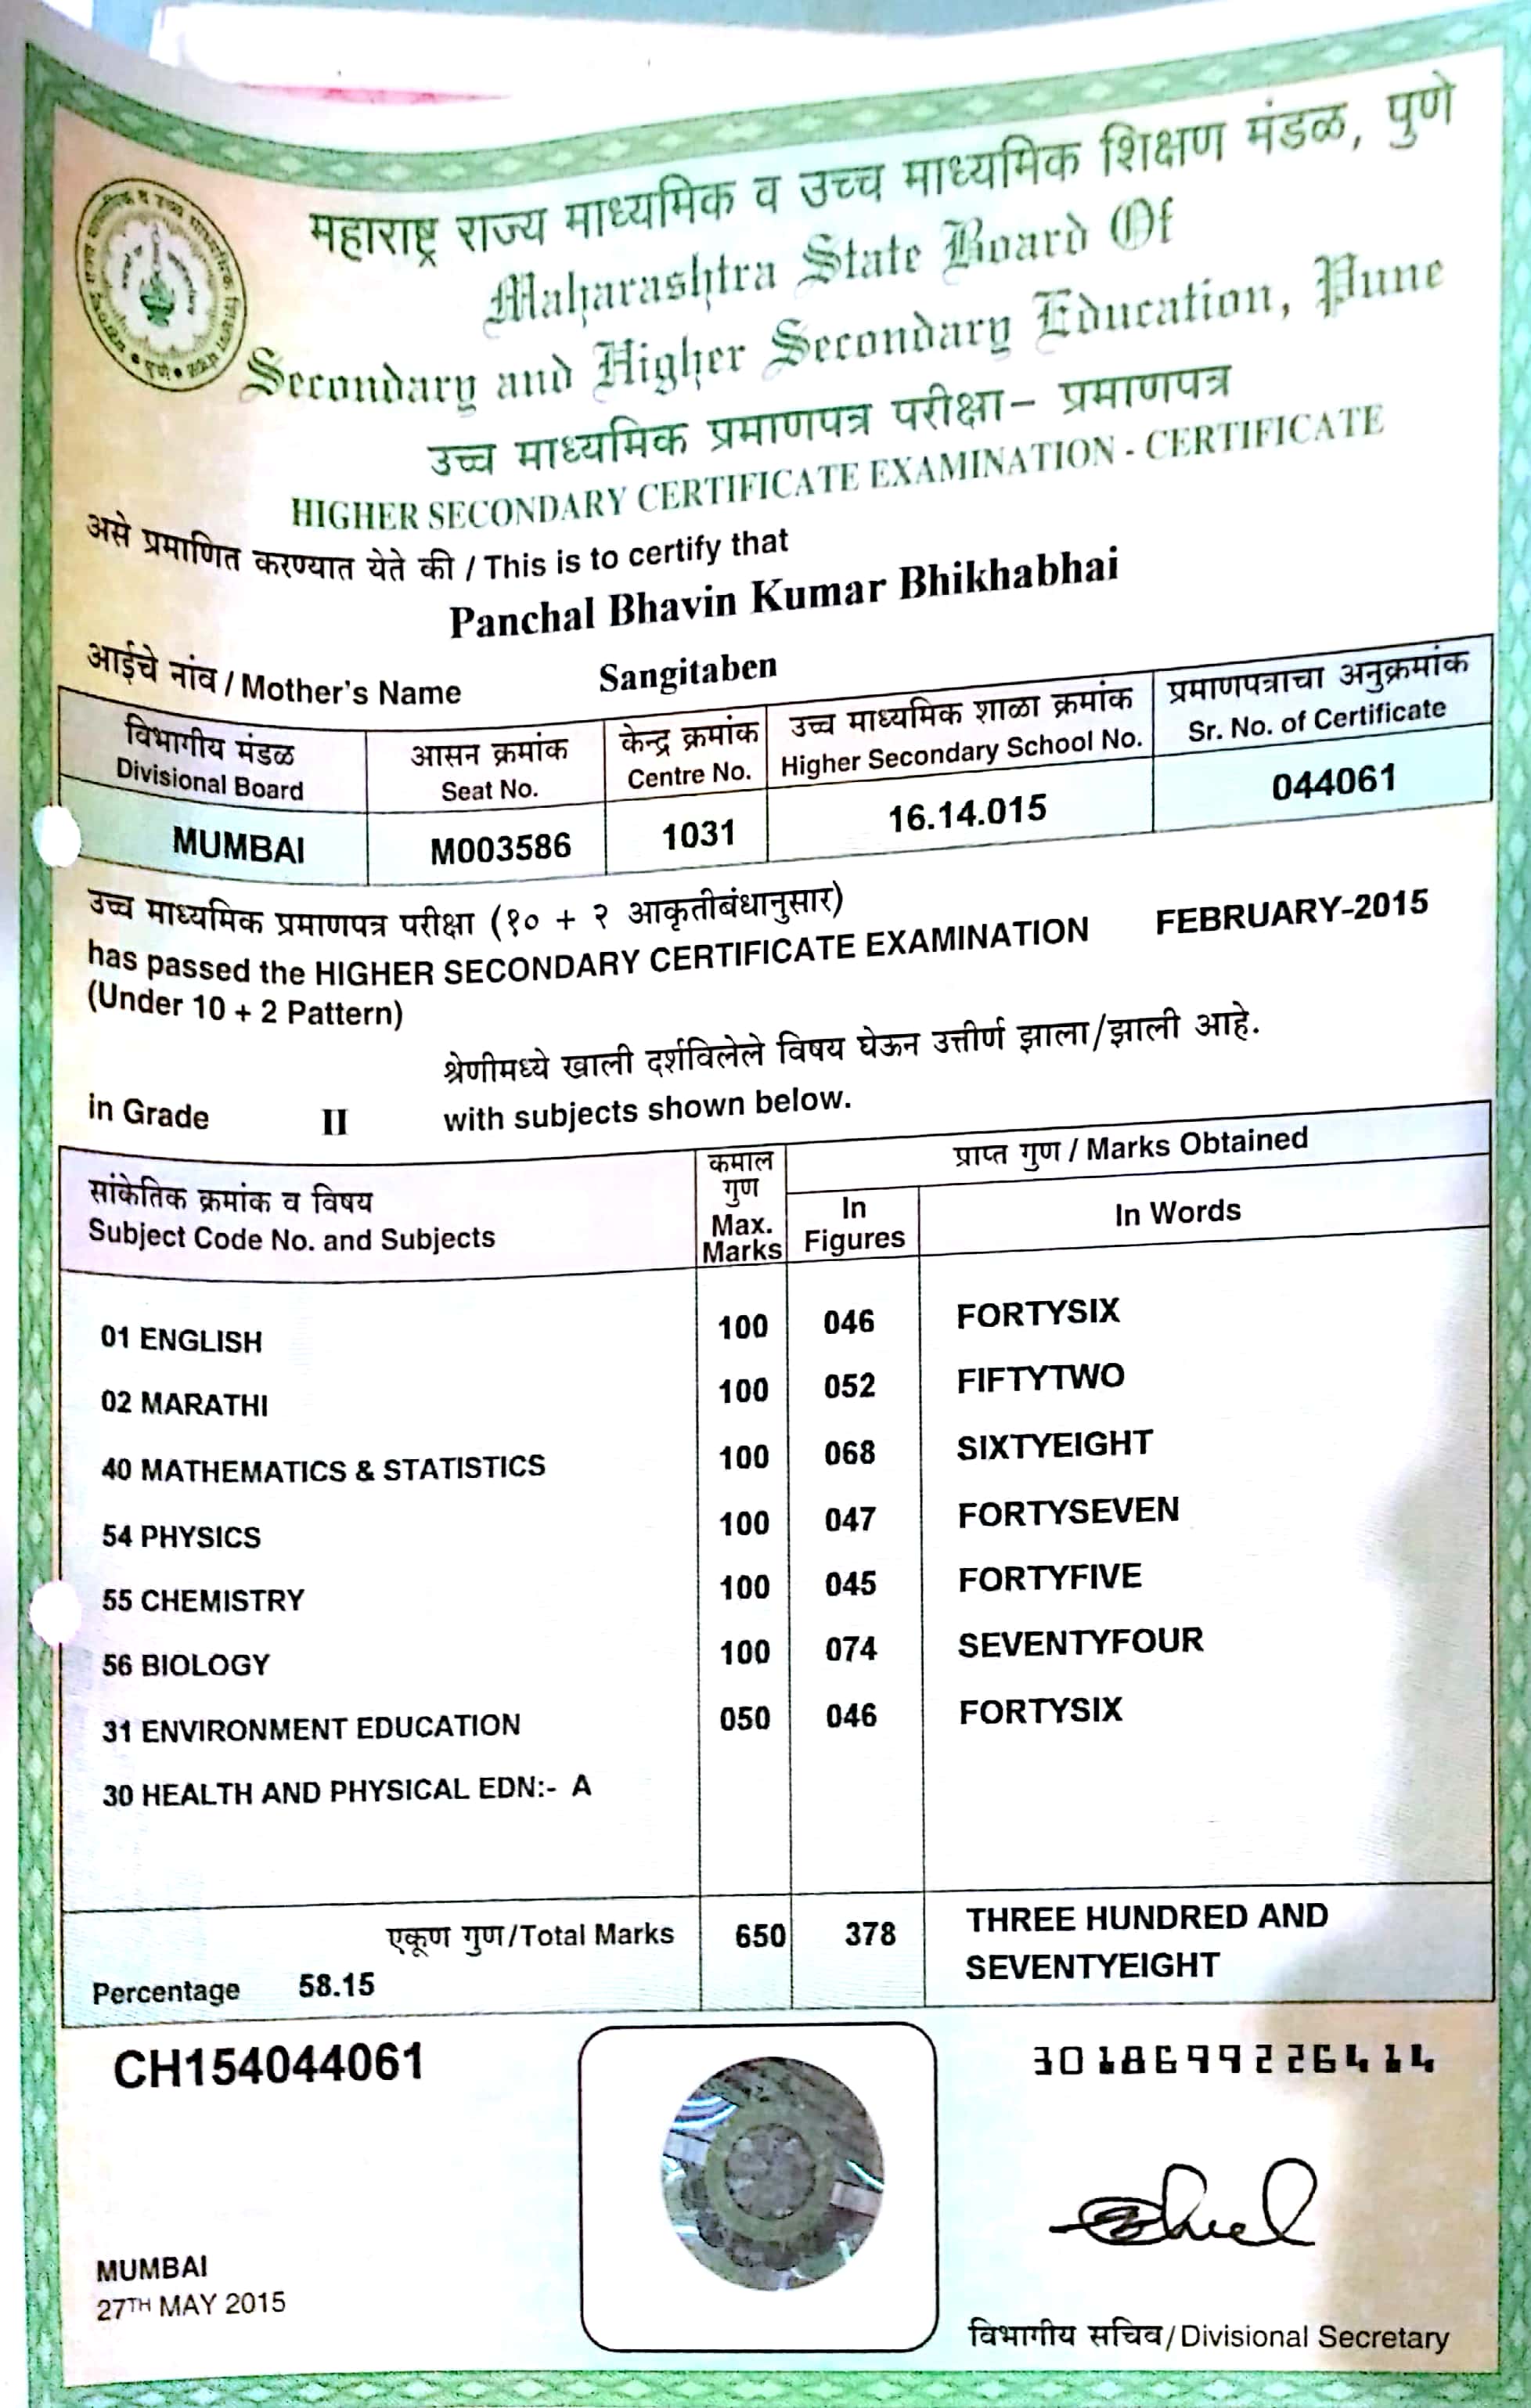 महाराष्ट्र राज्य माध्यमिक व उच्च माध्यमिक शिक्षण मंडळ, पुणे
Maharashtra State Board Of
Secondary and Higher Secondary Education, Pune
उच्च माध्यमिक प्रमाणपत्र परीक्षा– प्रमाणपत्र
HIGHER SECONDARY CERTIFICATE EXAMINATION - CERTIFICATE
असे प्रमाणित करण्यात येते की / This is to certify that
Panchal Bhavin Kumar Bhikhabhai
आईचे नांव / Mother's Name Sangitaben
विभागीय मंडळ आसन क्रमांक केन्द्र क्रमांक उच्च माध्यमिक शाळा क्रमांक प्रमाणपत्राचा अनुक्रमांक
Divisional Board Seat No. Centre No. Higher Secondary School No. Sr. No. of Certificate
MUMBAI M003586 1031 16.14.015 044061
उच्च माध्यमिक प्रमाणपत्र परीक्षा (१० + २ आकृतीबंधानुसार)
has passed the HIGHER SECONDARY CERTIFICATE EXAMINATION FEBRUARY-2015
(Under 10 + 2 Pattern)
श्रेणीमध्ये खाली दर्शविलेले विषय घेऊन उत्तीर्ण झाला/झाली आहे.
in Grade II with subjects shown below.
सांकेतिक क्रमांक व विषय
Subject Code No. and Subjects
कमाल
गुण
Max.
Marks
प्राप्त गुण / Marks Obtained
In
Figures
In Words
01 ENGLISH 100 046 FORTYSIX
02 MARATHI 100 052 FIFTYTWO
40 MATHEMATICS & STATISTICS 100 068 SIXTYEIGHT
54 PHYSICS 100 047 FORTYSEVEN
55 CHEMISTRY 100 045 FORTYFIVE
56 BIOLOGY 100 074 SEVENTYFOUR
31 ENVIRONMENT EDUCATION 050 046 FORTYSIX
30 HEALTH AND PHYSICAL EDN:- A
एकूण गुण/Total Marks 650 378 THREE HUNDRED AND
SEVENTYEIGHT
Percentage 58.15
CH154044061
3018699226414
MUMBAI
27TH MAY 2015
विभागीय सचिव/Divisional Secretary